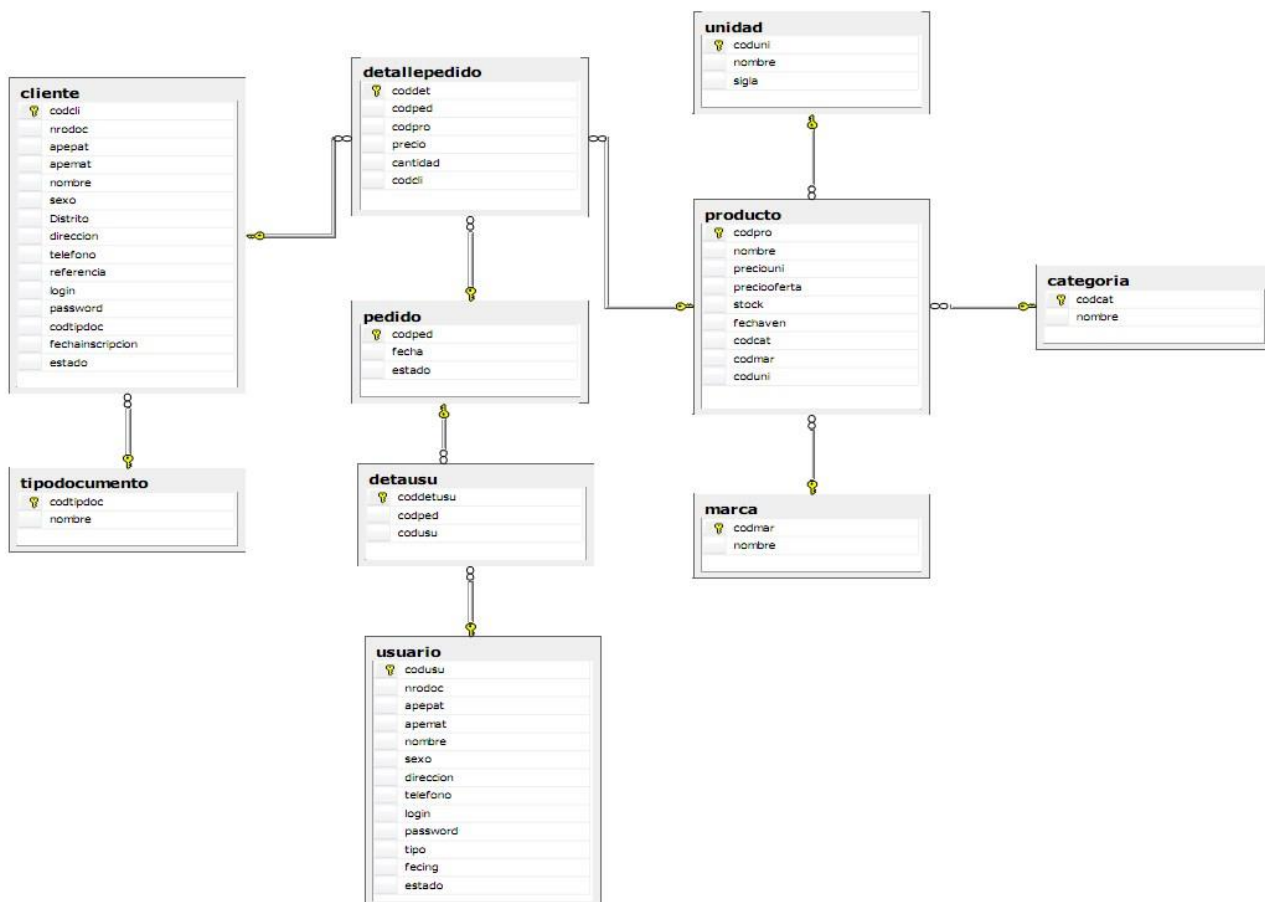 cliente
codcli
nrodoc
apepat
apemat
nombre
sexo
Distrito
direccion
telefono
referencia
login
password
codtipdoc
fechainscripcion
estado
tipodocumento
codtipdoc
nombre
detallepedido
coddet
codped
codpro
precio
cantidad
codcli
pedido
codped
fecha
estado
detausu
coddetusu
codped
codusu
usuario
codusu
nrodoc
apepat
apemat
nombre
sexo
direccion
telefono
login
password
tipo
fecing
estado
unidad
coduni
nombre
sigla
producto
codpro
nombre
preciouni
preciooferta
stock
fechaven
codcat
codmar
coduni
marca
codmar
nombre
categoria
codcat
nombre